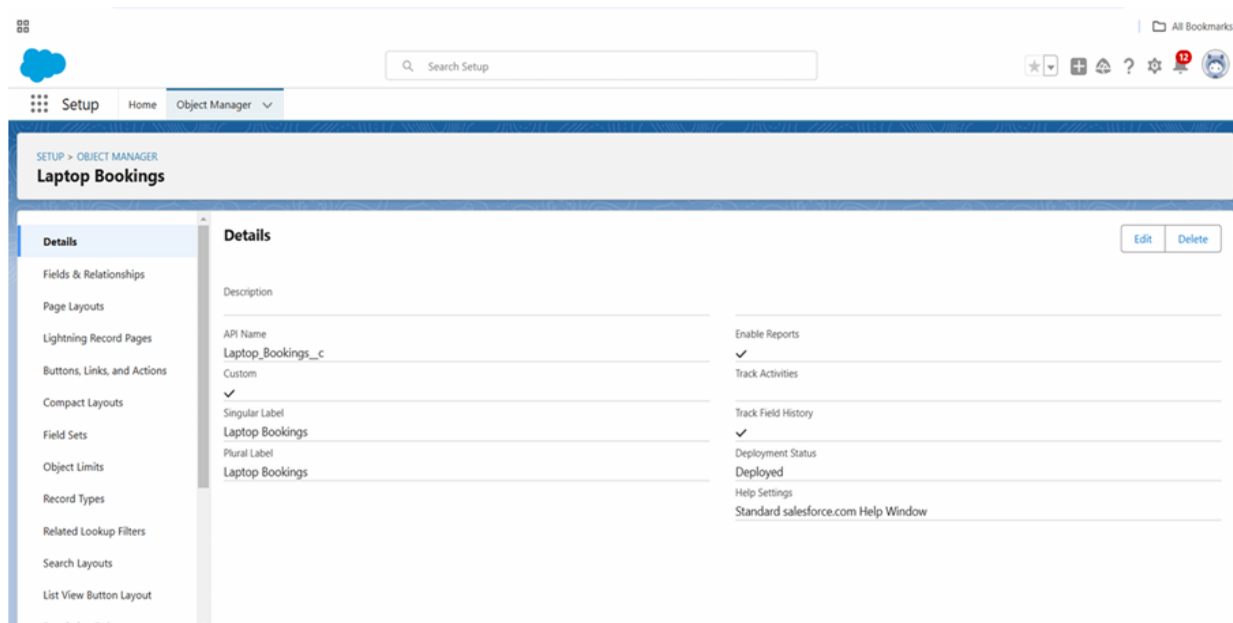 All Bookmarks
Search Setup
12
Setup
Home
Object Manager
SETUP > OBJECT MANAGER
Laptop Bookings
Details
Fields & Relationships
Page Layouts
Lightning Record Pages
Buttons, Links, and Actions
Compact Layouts
Field Sets
Object Limits
Record Types
Related Lookup Filters
Search Layouts
List View Button Layout
Details
Edit
Delete
Description
API Name
Laptop_Bookings__c
Custom
Singular Label
Laptop Bookings
Plural Label
Laptop Bookings
Enable Reports
Track Activities
Track Field History
Deployment Status
Deployed
Help Settings
Standard salesforce.com Help Window